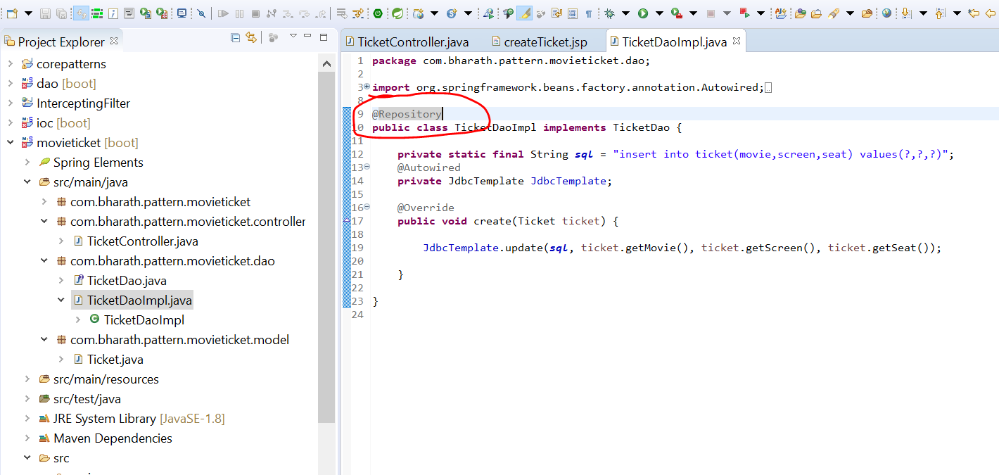 Project Explorer
corepatterns
dao [boot]
InterceptingFilter
ioc [boot]
movieticket [boot]
Spring Elements
src/main/java
com.bharath.pattern.movieticket
com.bharath.pattern.movieticket.controller
TicketController.java
com.bharath.pattern.movieticket.dao
TicketDao.java
TicketDaoImpl.java
TicketDaoImpl
com.bharath.pattern.movieticket.model
Ticket.java
src/main/resources
src/test/java
JRE System Library [JavaSE-1.8]
Maven Dependencies
src
TicketController.java createTicket.jsp TicketDaoImpl.java
1 package com.bharath.pattern.movieticket.dao;
2
3 import org.springframework.beans.factory.annotation.Autowired;
8
9 @Repository
10 public class TicketDaoImpl implements TicketDao {
11
12 private static final String sql = "insert into ticket(movie,screen,seat) values(?,?,?)";
13 @Autowired
14 private JdbcTemplate JdbcTemplate;
15
16 @Override
17 public void create(Ticket ticket) {
18
19 JdbcTemplate.update(sql, ticket.getMovie(), ticket.getScreen(), ticket.getSeat());
20
21 }
22
23 }
24